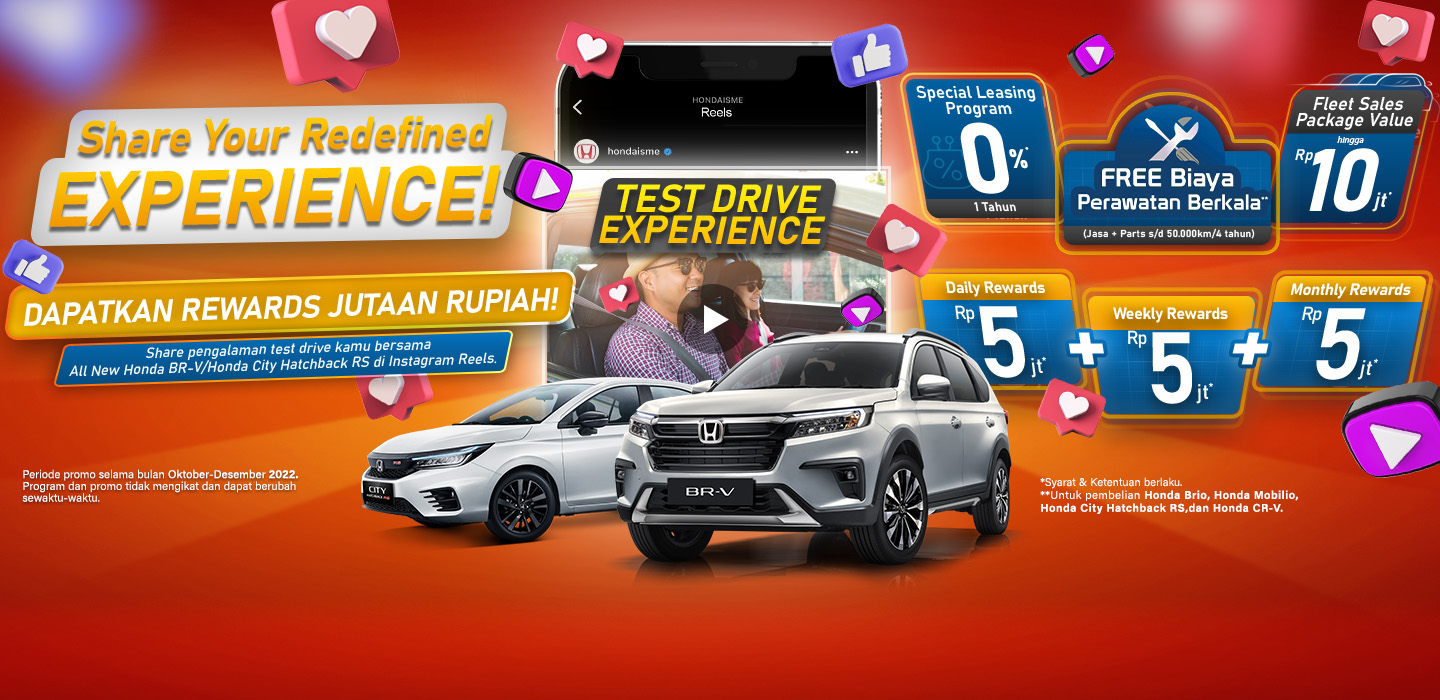 Share Your Redefined
EXPERIENCE!
DAPATKAN REWARDS JUTAAN RUPIAH!
Share pengalaman test drive kamu bersama
All New Honda BR-V/Honda City Hatchback RS di Instagram Reels.
Periode promo selama bulan Oktober-Desember 2022.
Program dan promo tidak mengikat dan dapat berubah
sewaktu-waktu.
HONDAISME
Reels
hondaisme
TEST DRIVE
EXPERIENCE
CITY
HATCHBACK RS
BR-V
Special Leasing
Program
0%*
1 Tahun
FREE Biaya
Perawatan Berkala**
(Jasa + Parts s/d 50.000km/4 tahun)
Fleet Sales
Package Value
hingga
Rp 10 jt*
Daily Rewards
Rp 5 jt*
+
Weekly Rewards
Rp 5 jt*
+
Monthly Rewards
Rp 5 jt*
*Syarat & Ketentuan berlaku.
**Untuk pembelian Honda Brio, Honda Mobilio,
Honda City Hatchback RS,dan Honda CR-V.